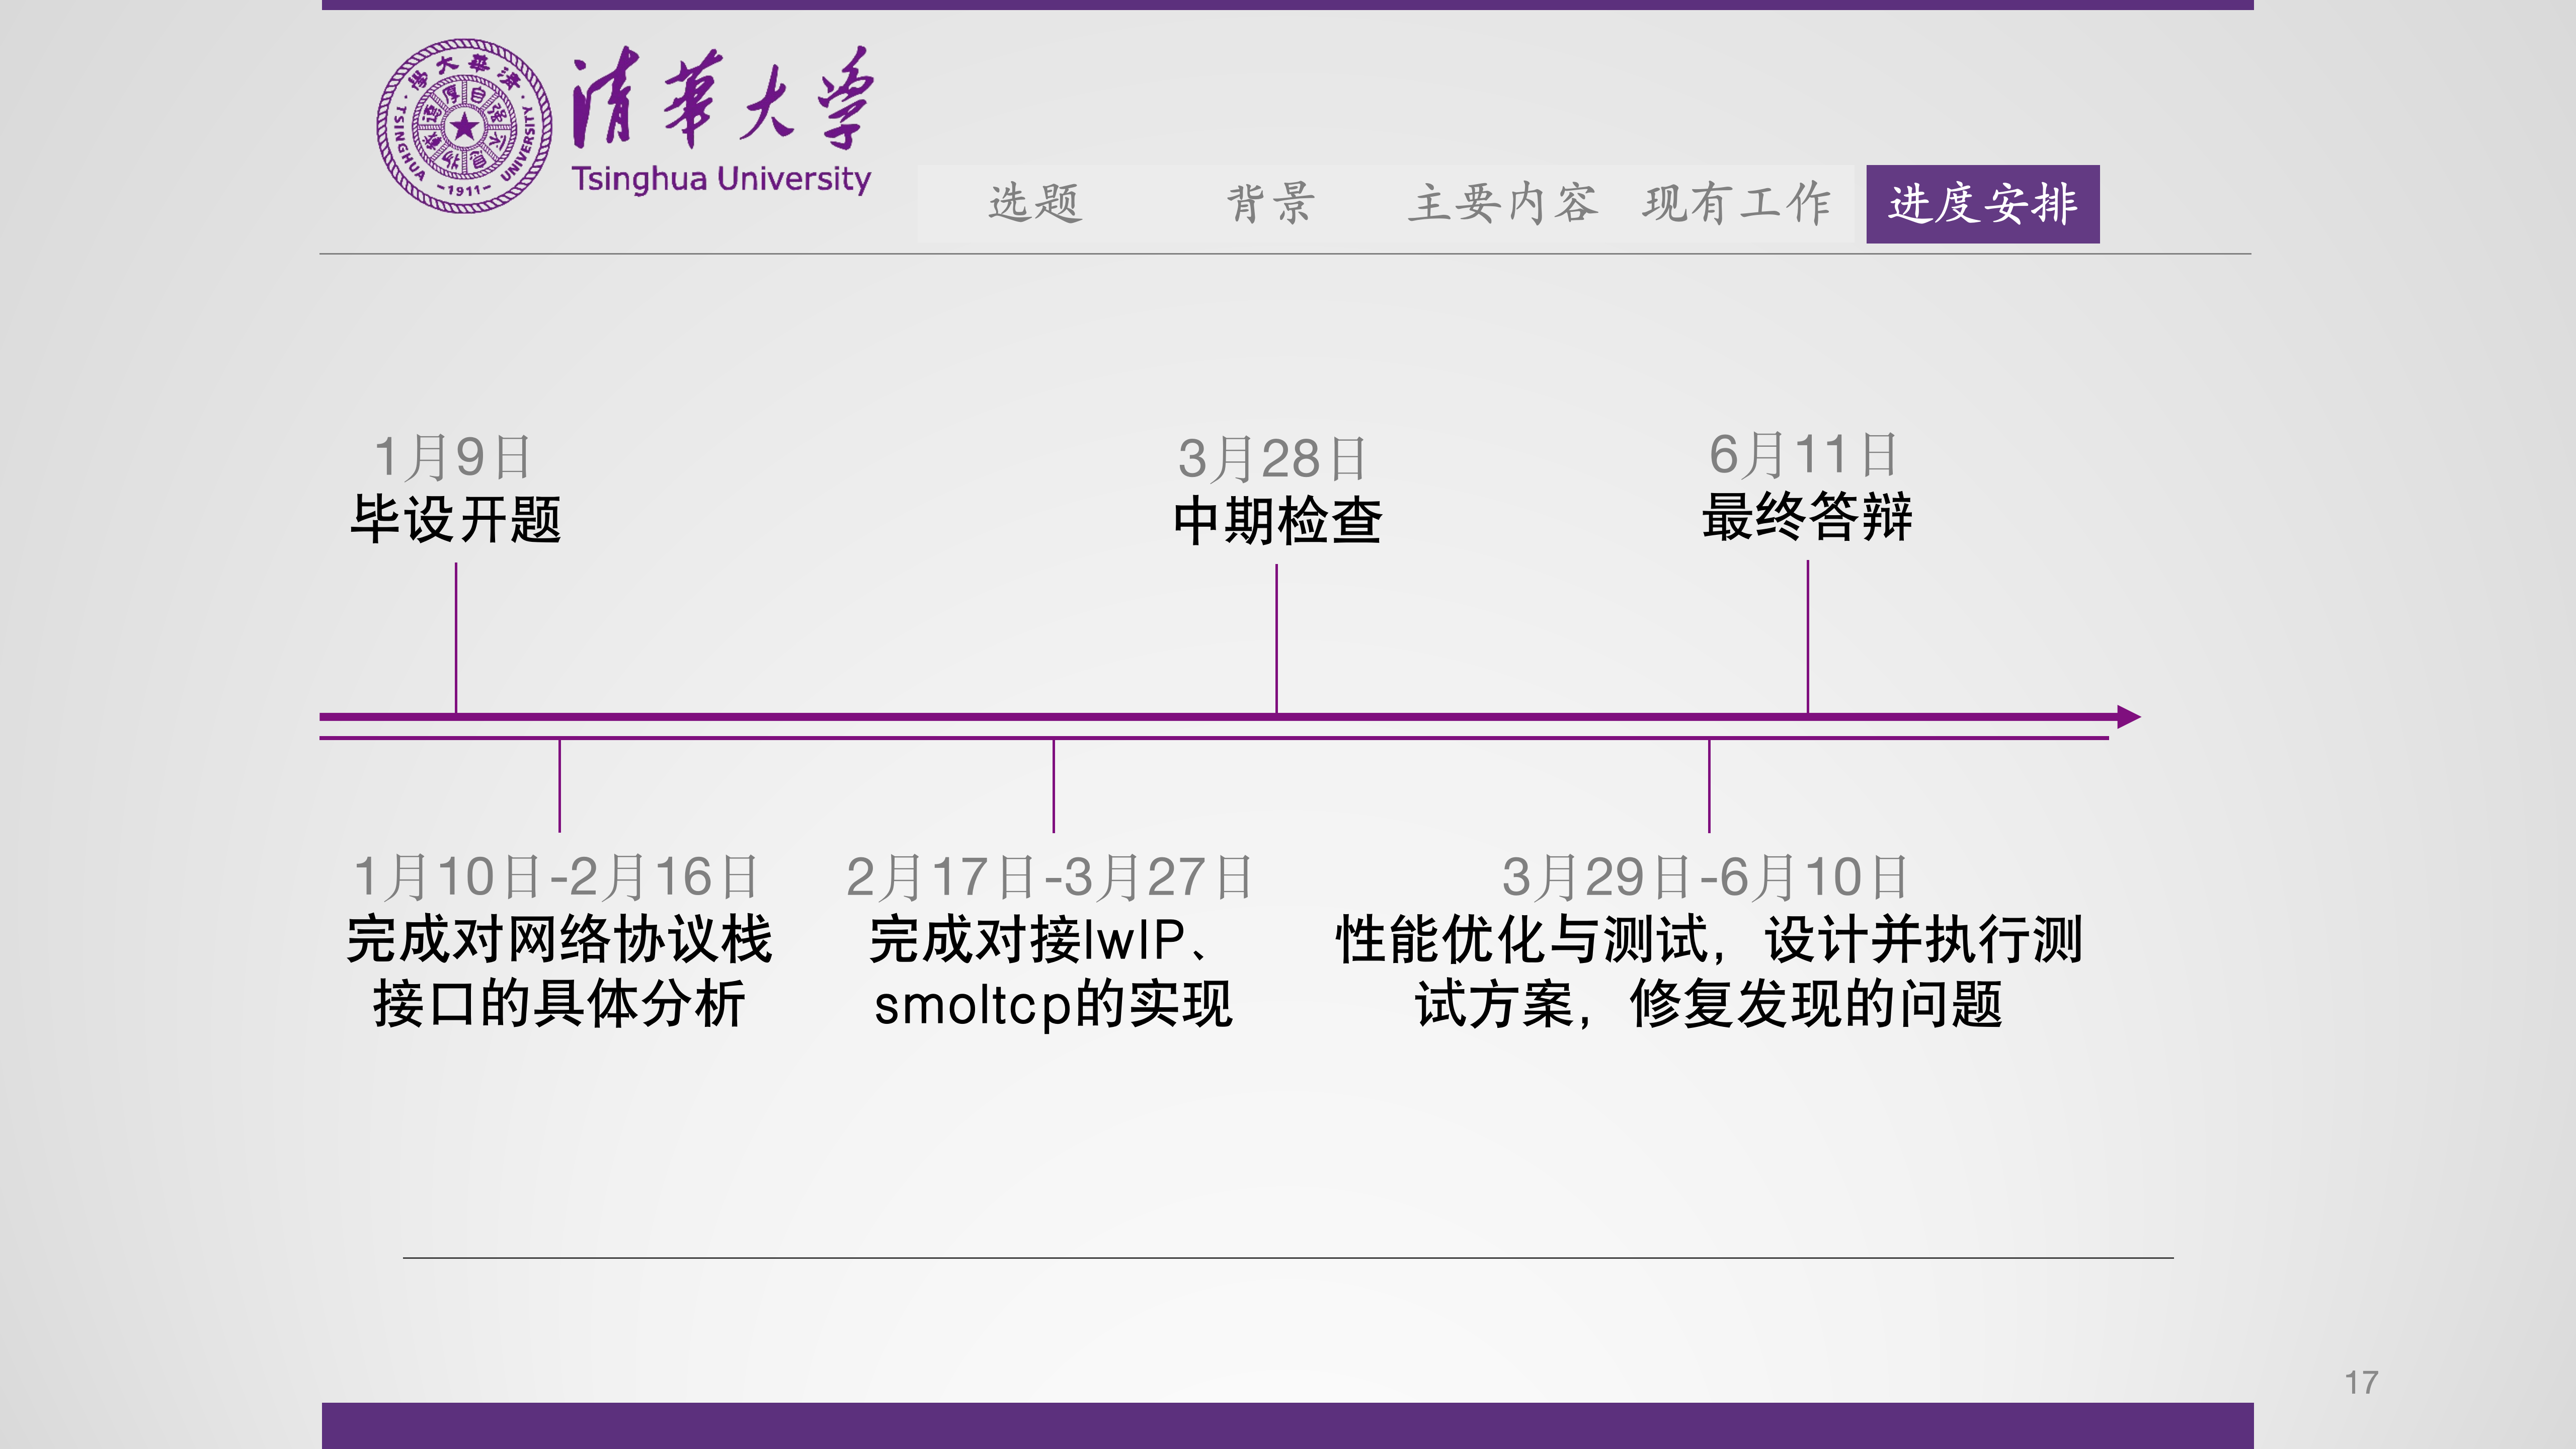 清華大学
Tsinghua University
TSINGHUA UNIVERSITY
-1911-
选题
背景
主要内容
现有工作
进度安排
1月9日
毕设开题
3月28日
中期检查
6月11日
最终答辩
1月10日-2月16日
完成对网络协议栈
接口的具体分析
2月17日-3月27日
完成对接lwIP、
smoltcp的实现
3月29日-6月10日
性能优化与测试，设计并执行测
试方案，修复发现的问题
17